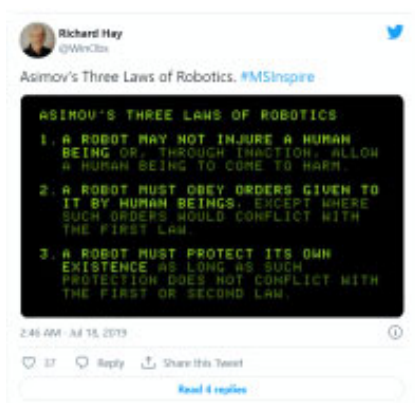 Richard Hay
@WinObs
Asimov's Three Laws of Robotics. #MSInspire
ASIMOV'S THREE LAWS OF ROBOTICS
1. A ROBOT MAY NOT INJURE A HUMAN
BEING OR, THROUGH INACTION, ALLOW
A HUMAN BEING TO COME TO HARM.
2. A ROBOT MUST OBEY ORDERS GIVEN TO
IT BY HUMAN BEINGS, EXCEPT WHERE
SUCH ORDERS WOULD CONFLICT WITH
THE FIRST LAW.
3. A ROBOT MUST PROTECT ITS OWN
EXISTENCE AS LONG AS SUCH
PROTECTION DOES NOT CONFLICT WITH
THE FIRST OR SECOND LAW.
2:46 AM · Jul 18, 2019
37 Reply Share this Tweet
Read 4 replies